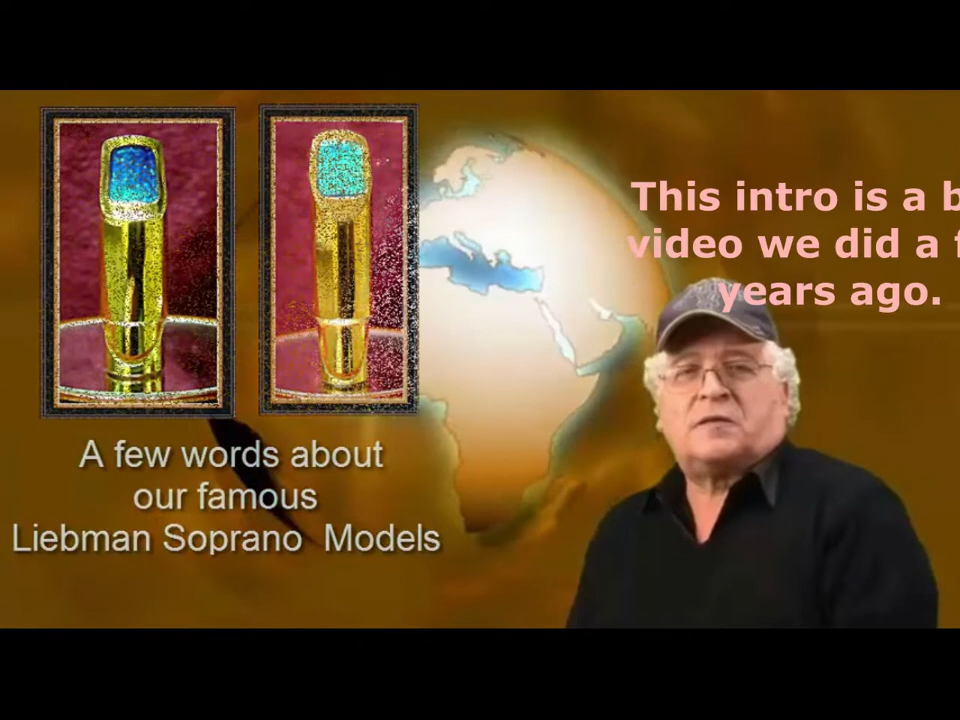 This intro is a b
video we did a f
years ago.
A few words about
our famous
Liebman Soprano Models